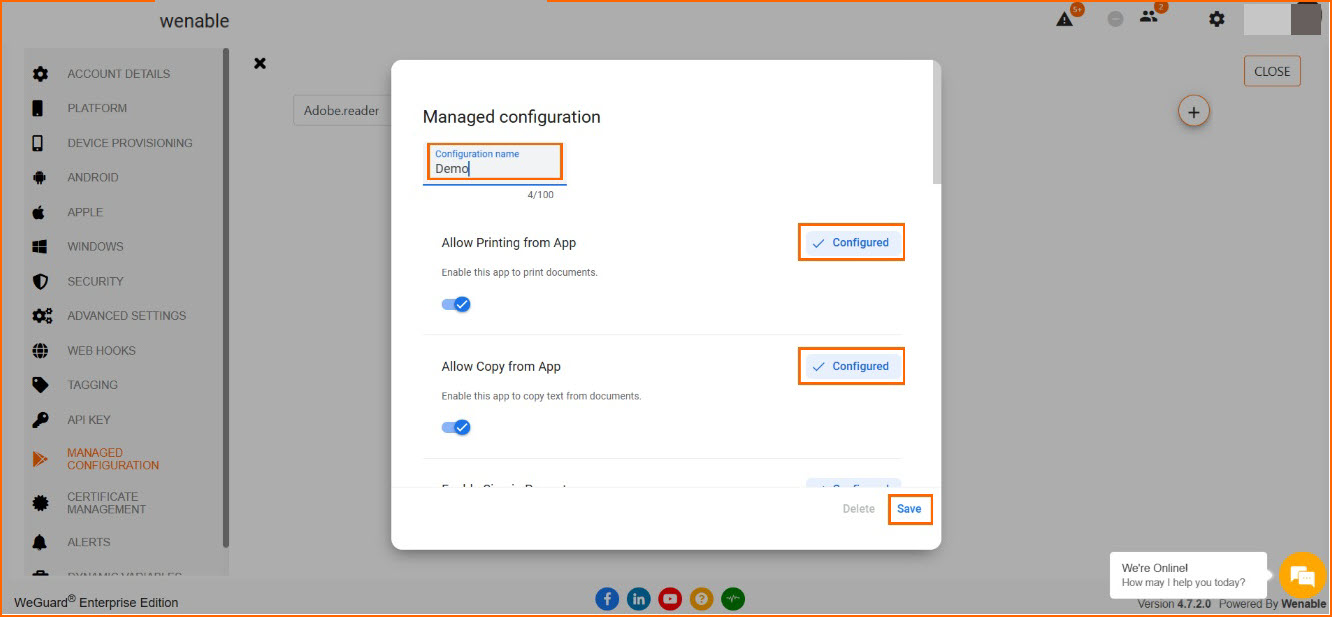 wenable
5+
2
ACCOUNT DETAILS
PLATFORM
DEVICE PROVISIONING
ANDROID
APPLE
WINDOWS
SECURITY
ADVANCED SETTINGS
WEB HOOKS
TAGGING
API KEY
MANAGED
CONFIGURATION
CERTIFICATE
MANAGEMENT
ALERTS
DYNAMIC VARIABLES
CLOSE
Adobe.reader
Managed configuration
Configuration name
Demo
4/100
Allow Printing from App
Configured
Enable this app to print documents.
Allow Copy from App
Configured
Enable this app to copy text from documents.
Configured
Delete
Save
We're Online!
How may I help you today?
WeGuard® Enterprise Edition
Version 4.7.2.0 Powered By Wenable